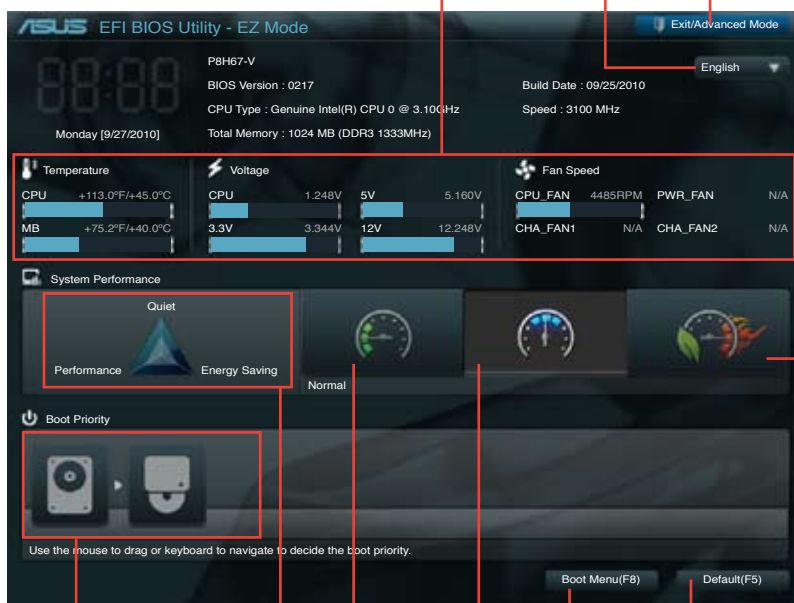 ASUS EFI BIOS Utility - EZ Mode
Exit/Advanced Mode
English
P8H67-V
BIOS Version : 0217
Build Date : 09/25/2010
CPU Type : Genuine Intel(R) CPU 0 @ 3.10GHz
Speed : 3100 MHz
Monday [9/27/2010]
Total Memory : 1024 MB (DDR3 1333MHz)
Temperature
Voltage
Fan Speed
CPU +113.0ºF/+45.0ºC
CPU 1.248V
5V 5.160V
CPU_FAN 4485RPM
PWR_FAN N/A
MB +75.2ºF/+40.0ºC
3.3V 3.344V
12V 12.248V
CHA_FAN1 N/A
CHA_FAN2 N/A
System Performance
Quiet
Performance
Energy Saving
Normal
Boot Priority
Use the mouse to drag or keyboard to navigate to decide the boot priority.
Boot Menu(F8)
Default(F5)